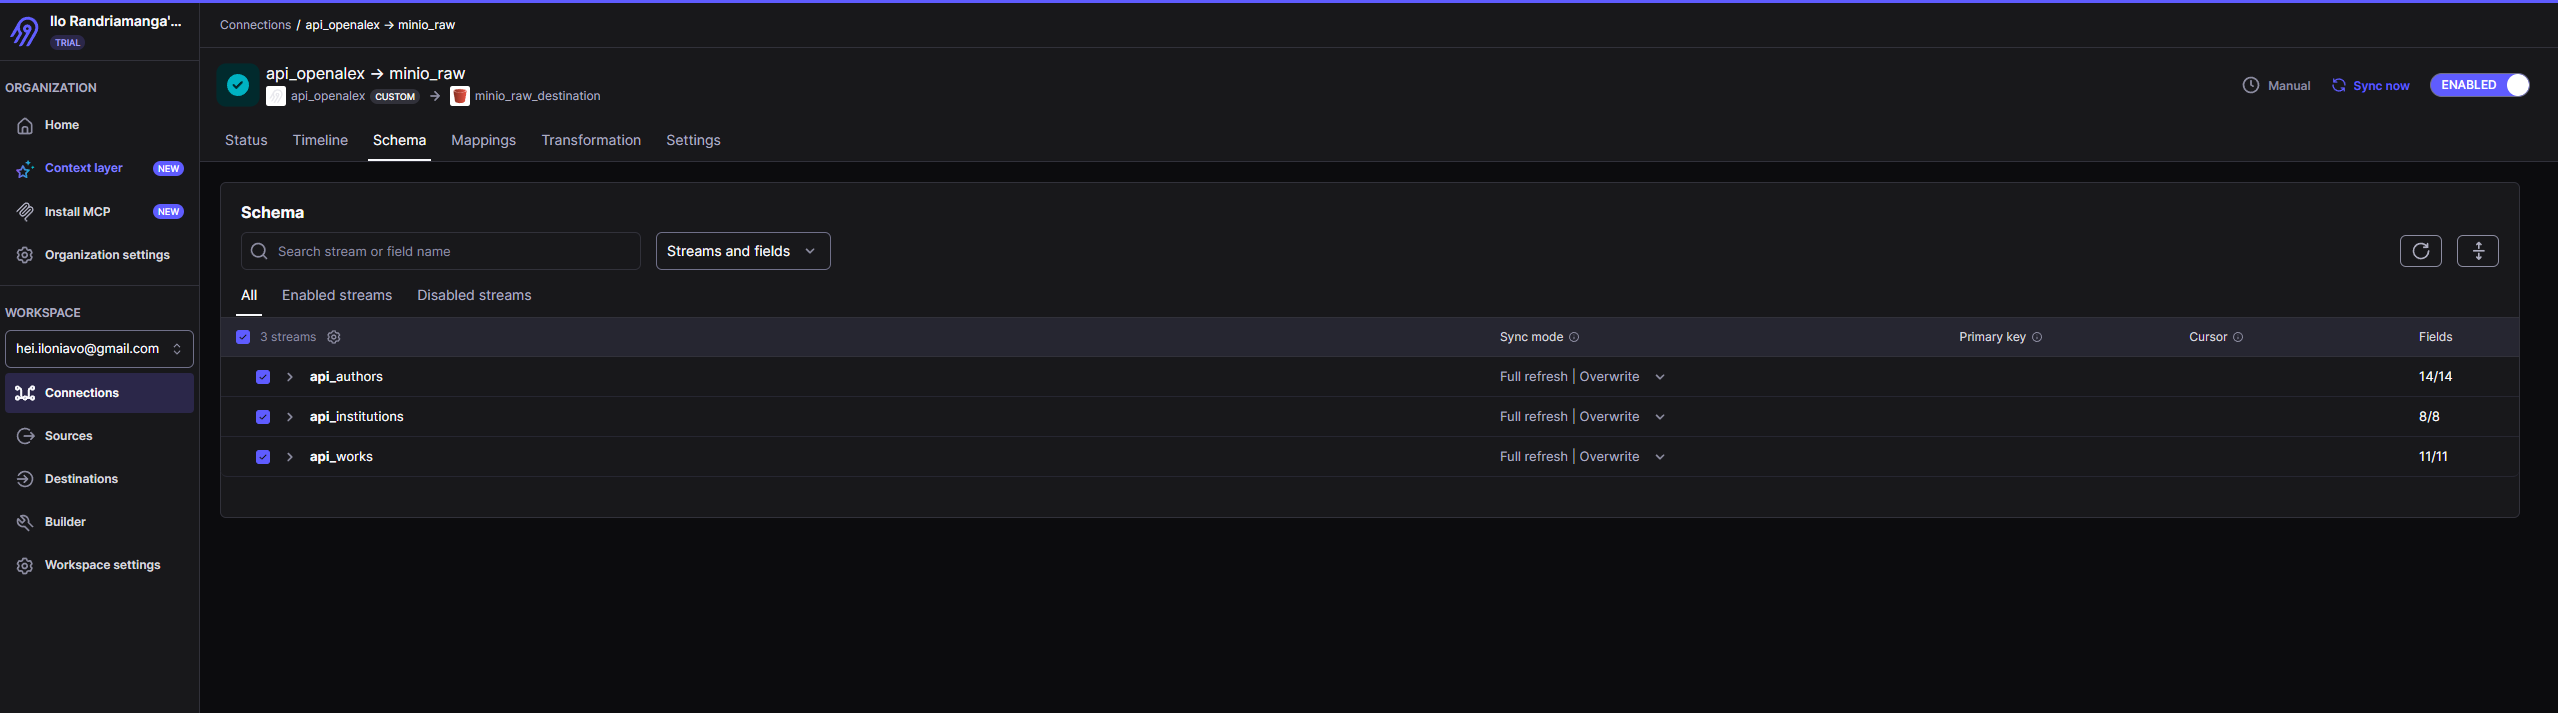 Ilo Randriamanga'...
TRIAL
ORGANIZATION
Home
Context layer NEW
Install MCP NEW
Organization settings
WORKSPACE
hei.iloniavo@gmail.com
Connections
Sources
Destinations
Builder
Workspace settings
Connections / api_openalex → minio_raw
api_openalex → minio_raw
api_openalex CUSTOM → minio_raw_destination
Manual Sync now ENABLED
Status Timeline Schema Mappings Transformation Settings
Schema
Search stream or field name Streams and fields
All Enabled streams Disabled streams
3 streams Sync mode Primary key Cursor Fields
api_authors Full refresh | Overwrite 14/14
api_institutions Full refresh | Overwrite 8/8
api_works Full refresh | Overwrite 11/11